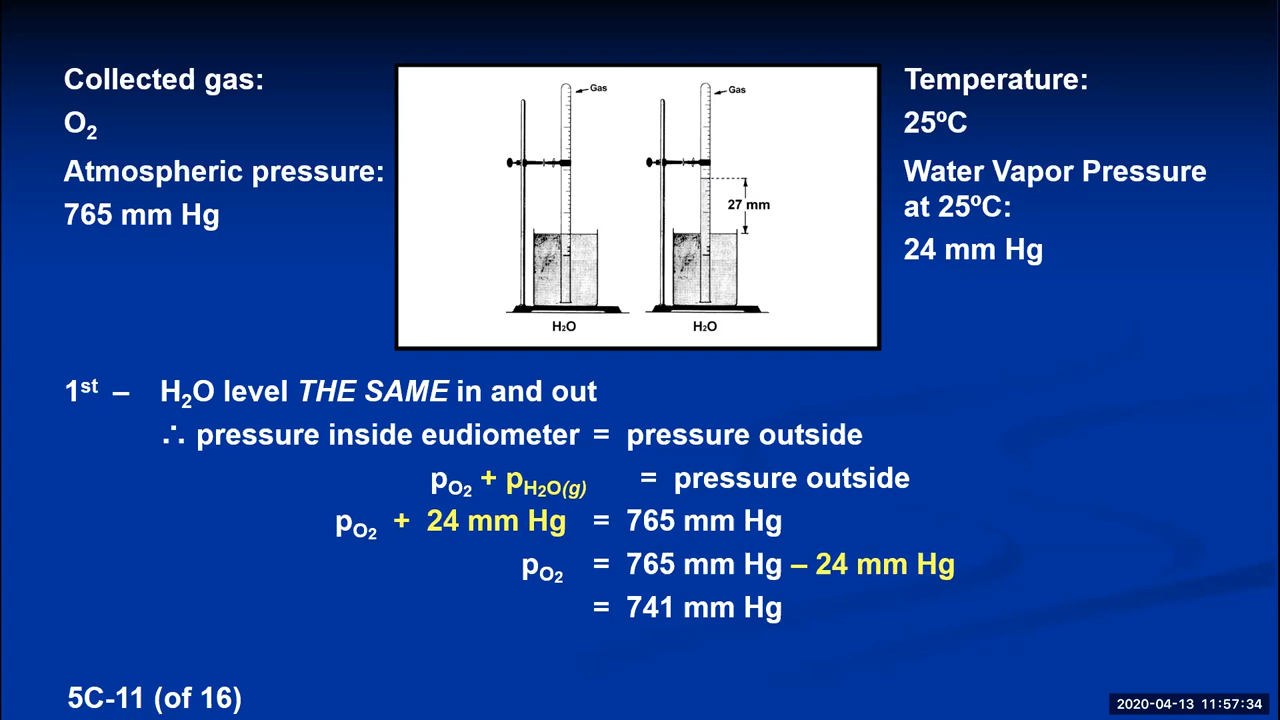 Collected gas:
O₂
Atmospheric pressure:
765 mm Hg
Gas
Gas
27 mm
H₂O
H₂O
Temperature:
25ºC
Water Vapor Pressure
at 25ºC:
24 mm Hg
1ˢᵗ – H₂O level THE SAME in and out
∴ pressure inside eudiometer = pressure outside
pO₂ + pH₂O(g) = pressure outside
pO₂ + 24 mm Hg = 765 mm Hg
pO₂ = 765 mm Hg – 24 mm Hg
= 741 mm Hg
5C-11 (of 16)
2020-04-13 11:57:34